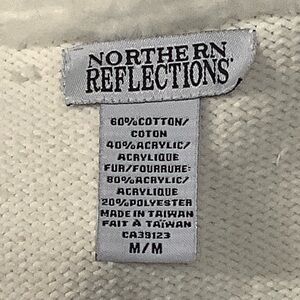 NORTHERN
REFLECTIONS
60%COTTON/
COTON
40%ACRYLIC/
ACRYLIQUE
FUR/FOURRURE:
80%ACRYLIC/
ACRYLIQUE
20%POLYESTER
MADE IN TAIWAN
FAIT À TAÏWAN
CA39123
M/M